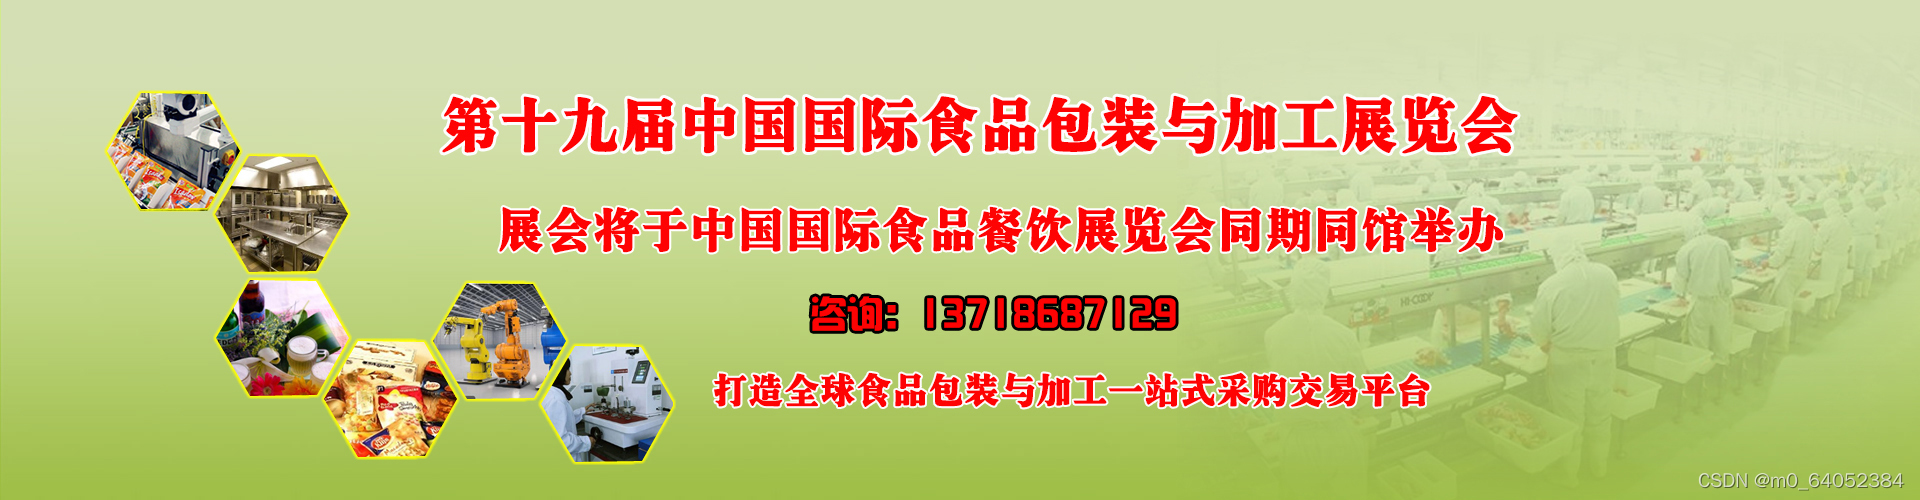 第十九届中国国际食品包装与加工展览会
展会将于中国国际食品餐饮展览会同期同馆举办
咨询：13718687129
打造全球食品包装与加工一站式采购交易平台
CSDN @m0_64052384